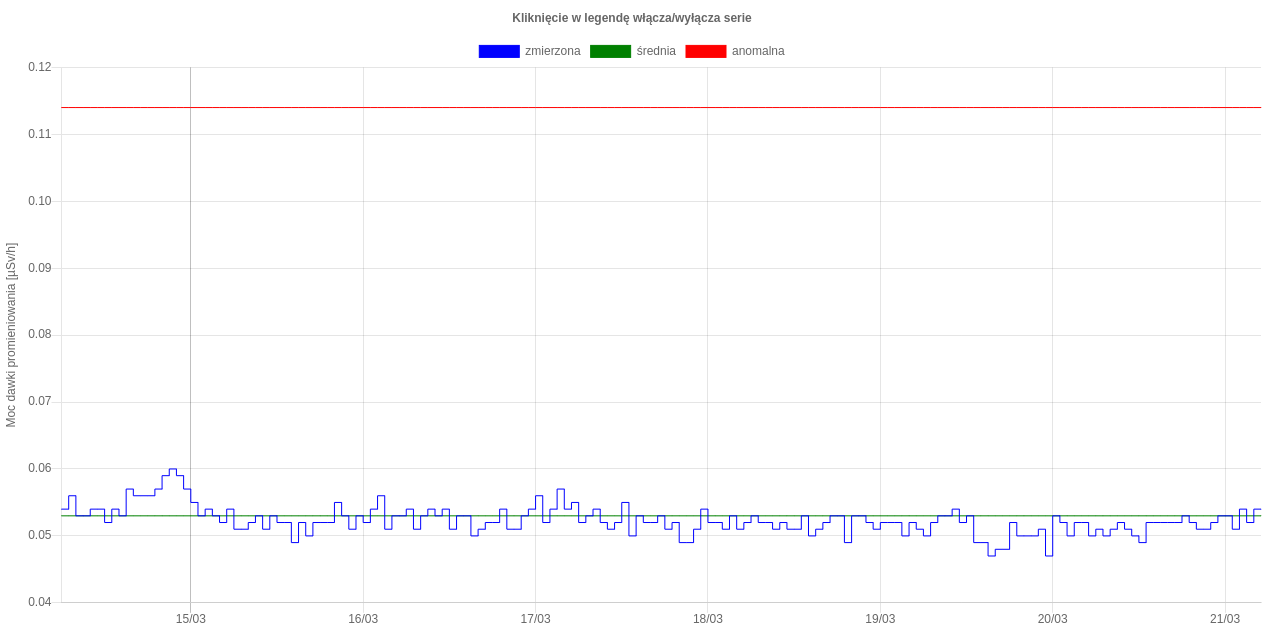 Kliknięcie w legendę włącza/wyłącza serie
zmierzona średnia anomalna
Moc dawki promieniowania [µSv/h]
0.12
0.11
0.10
0.09
0.08
0.07
0.06
0.05
0.04
15/03 16/03 17/03 18/03 19/03 20/03 21/03